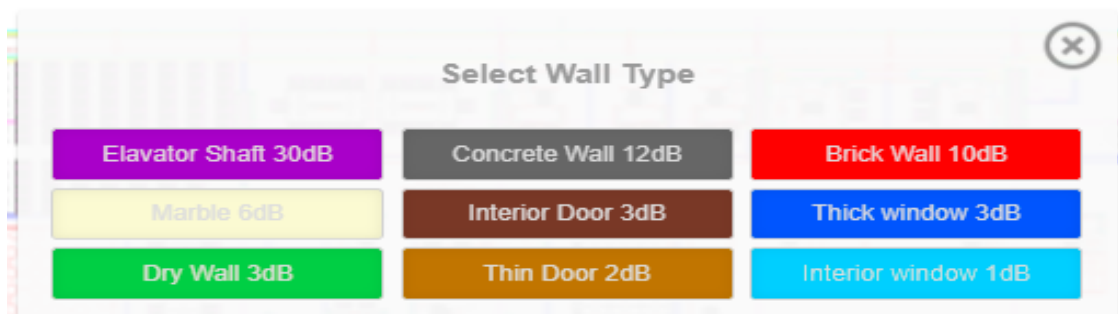 Select Wall Type
Elavator Shaft 30dB Concrete Wall 12dB Brick Wall 10dB
Marble 6dB Interior Door 3dB Thick window 3dB
Dry Wall 3dB Thin Door 2dB Interior window 1dB